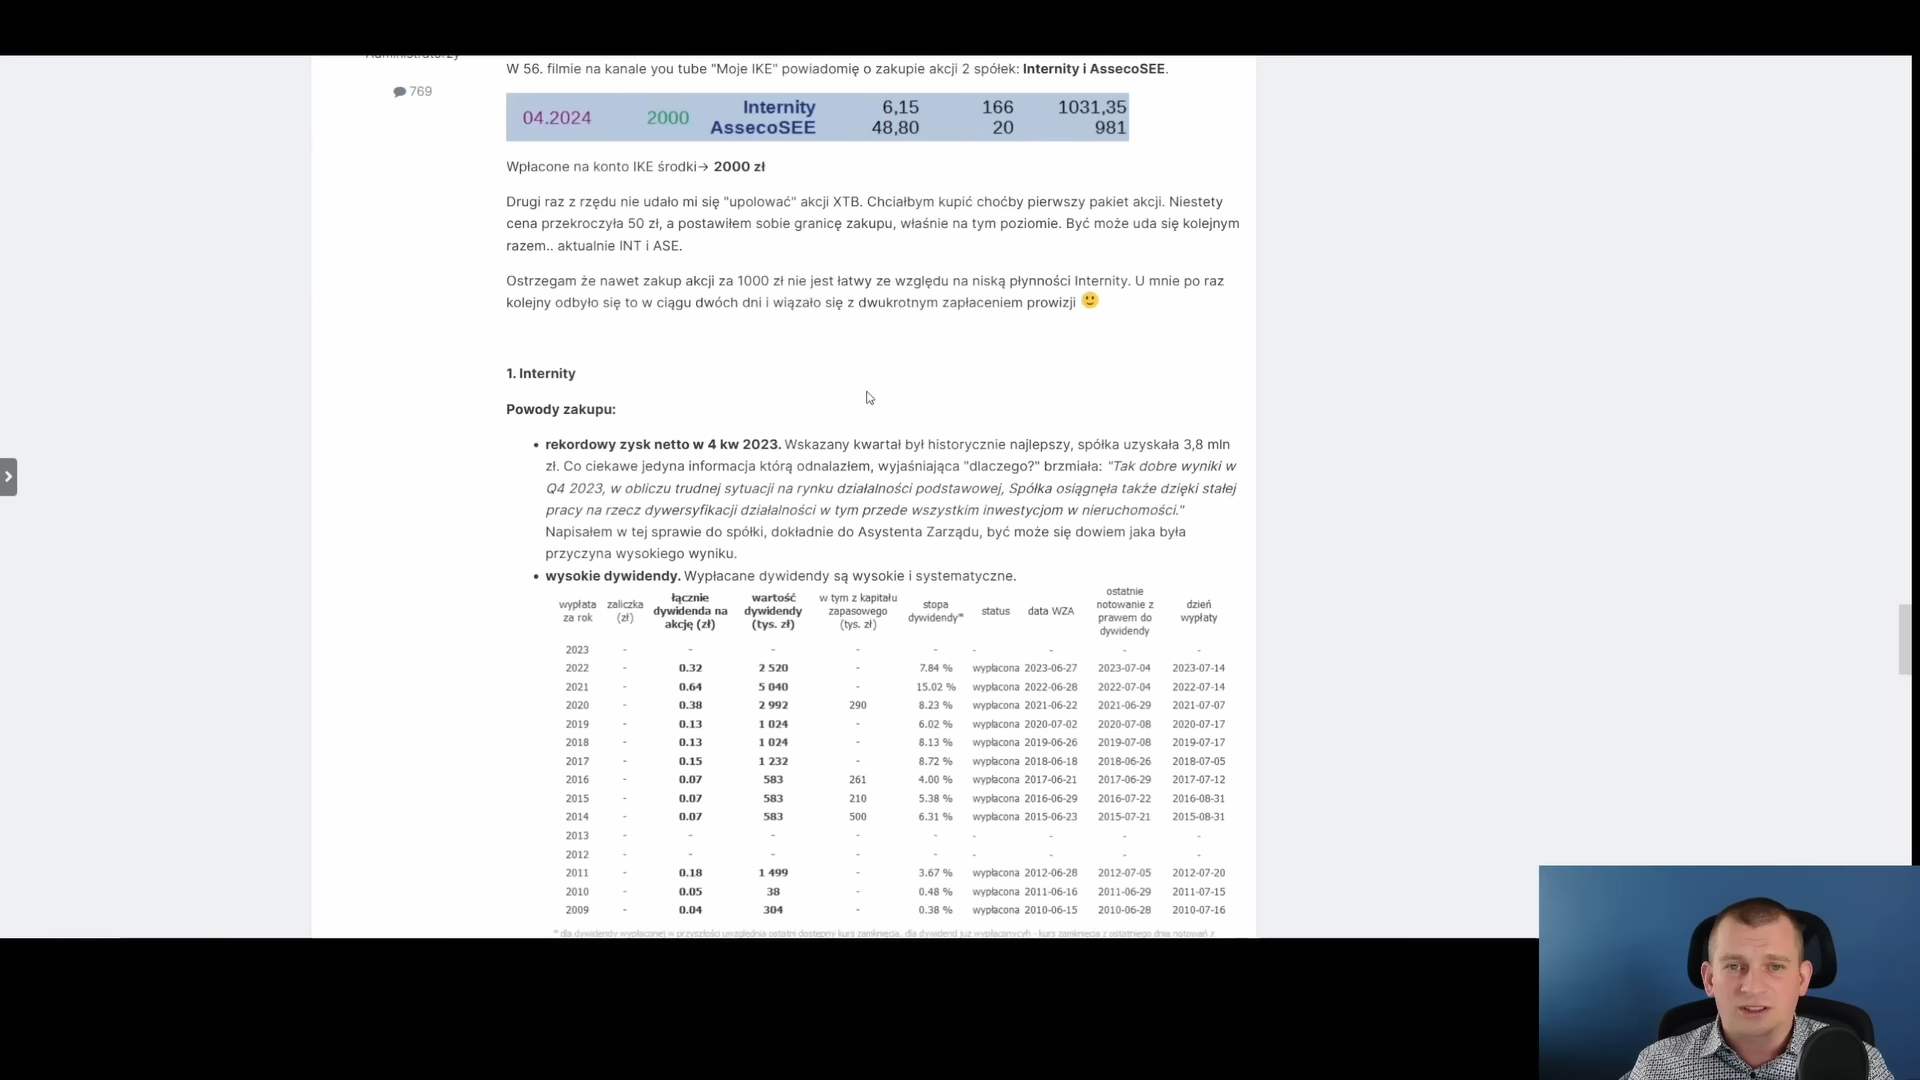 W 56. filmie na kanale you tube "Moje IKE" powiadomię o zakupie akcji 2 spółek: Internity i AssecoSEE.
769
04.2024 2000 Internity 6,15 166 1031,35
AssecoSEE 48,80 20 981
Wpłacone na konto IKE środki→ 2000 zł
Drugi raz z rzędu nie udało mi się "upolować" akcji XTB. Chciałbym kupić choćby pierwszy pakiet akcji. Niestety
cena przekroczyła 50 zł, a postawiłem sobie granicę zakupu, właśnie na tym poziomie. Być może uda się kolejnym
razem.. aktualnie INT i ASE.
Ostrzegam że nawet zakup akcji za 1000 zł nie jest łatwy ze względu na niską płynności Internity. U mnie po raz
kolejny odbyło się to w ciągu dwóch dni i wiązało się z dwukrotnym zapłaceniem prowizji 🙂
1. Internity
Powody zakupu:
• rekordowy zysk netto w 4 kw 2023. Wskazany kwartał był historycznie najlepszy, spółka uzyskała 3,8 mln
zł. Co ciekawe jedyna informacja którą odnalazłem, wyjaśniająca "dlaczego?" brzmiała: "Tak dobre wyniki w
Q4 2023, w obliczu trudnej sytuacji na rynku działalności podstawowej, Spółka osiągnęła także dzięki stałej
pracy na rzecz dywersyfikacji działalności w tym przede wszystkim inwestycjom w nieruchomości."
Napisałem w tej sprawie do spółki, dokładnie do Asystenta Zarządu, być może się dowiem jaka była
przyczyna wysokiego wyniku.
• wysokie dywidendy. Wypłacane dywidendy są wysokie i systematyczne.
wypłata za rok zaliczka (zł) łącznie dywidenda na akcję (zł) wartość dywidendy (tys. zł) w tym z kapitału zapasowego (tys. zł) stopa dywidendy* status data WZA ostatnie notowanie z prawem do dywidendy dzień wypłaty
2023 - - - - - - - - -
2022 - 0.32 2 520 - 7.84 % wypłacona 2023-06-27 2023-07-04 2023-07-14
2021 - 0.64 5 040 - 15.02 % wypłacona 2022-06-28 2022-07-04 2022-07-14
2020 - 0.38 2 992 290 8.23 % wypłacona 2021-06-22 2021-06-29 2021-07-07
2019 - 0.13 1 024 - 6.02 % wypłacona 2020-07-02 2020-07-08 2020-07-17
2018 - 0.13 1 024 - 8.13 % wypłacona 2019-06-26 2019-07-08 2019-07-17
2017 - 0.15 1 232 - 8.72 % wypłacona 2018-06-18 2018-06-26 2018-07-05
2016 - 0.07 583 261 4.00 % wypłacona 2017-06-21 2017-06-29 2017-07-12
2015 - 0.07 583 210 5.38 % wypłacona 2016-06-29 2016-07-22 2016-08-31
2014 - 0.07 583 500 6.31 % wypłacona 2015-06-23 2015-07-21 2015-08-31
2013 - - - - - - - - -
2012 - - - - - - - - -
2011 - 0.18 1 499 - 3.67 % wypłacona 2012-06-28 2012-07-05 2012-07-20
2010 - 0.05 38 - 0.48 % wypłacona 2011-06-16 2011-06-29 2011-07-15
2009 - 0.04 304 - 0.38 % wypłacona 2010-06-15 2010-06-28 2010-07-16
* dla dywidendy wypłaconej w przyszłości uwzględnia ostatni dostępny kurs zamknięcia, dla dywidend już wypłaconych - kurs zamknięcia z ostatniego dnia notowań z